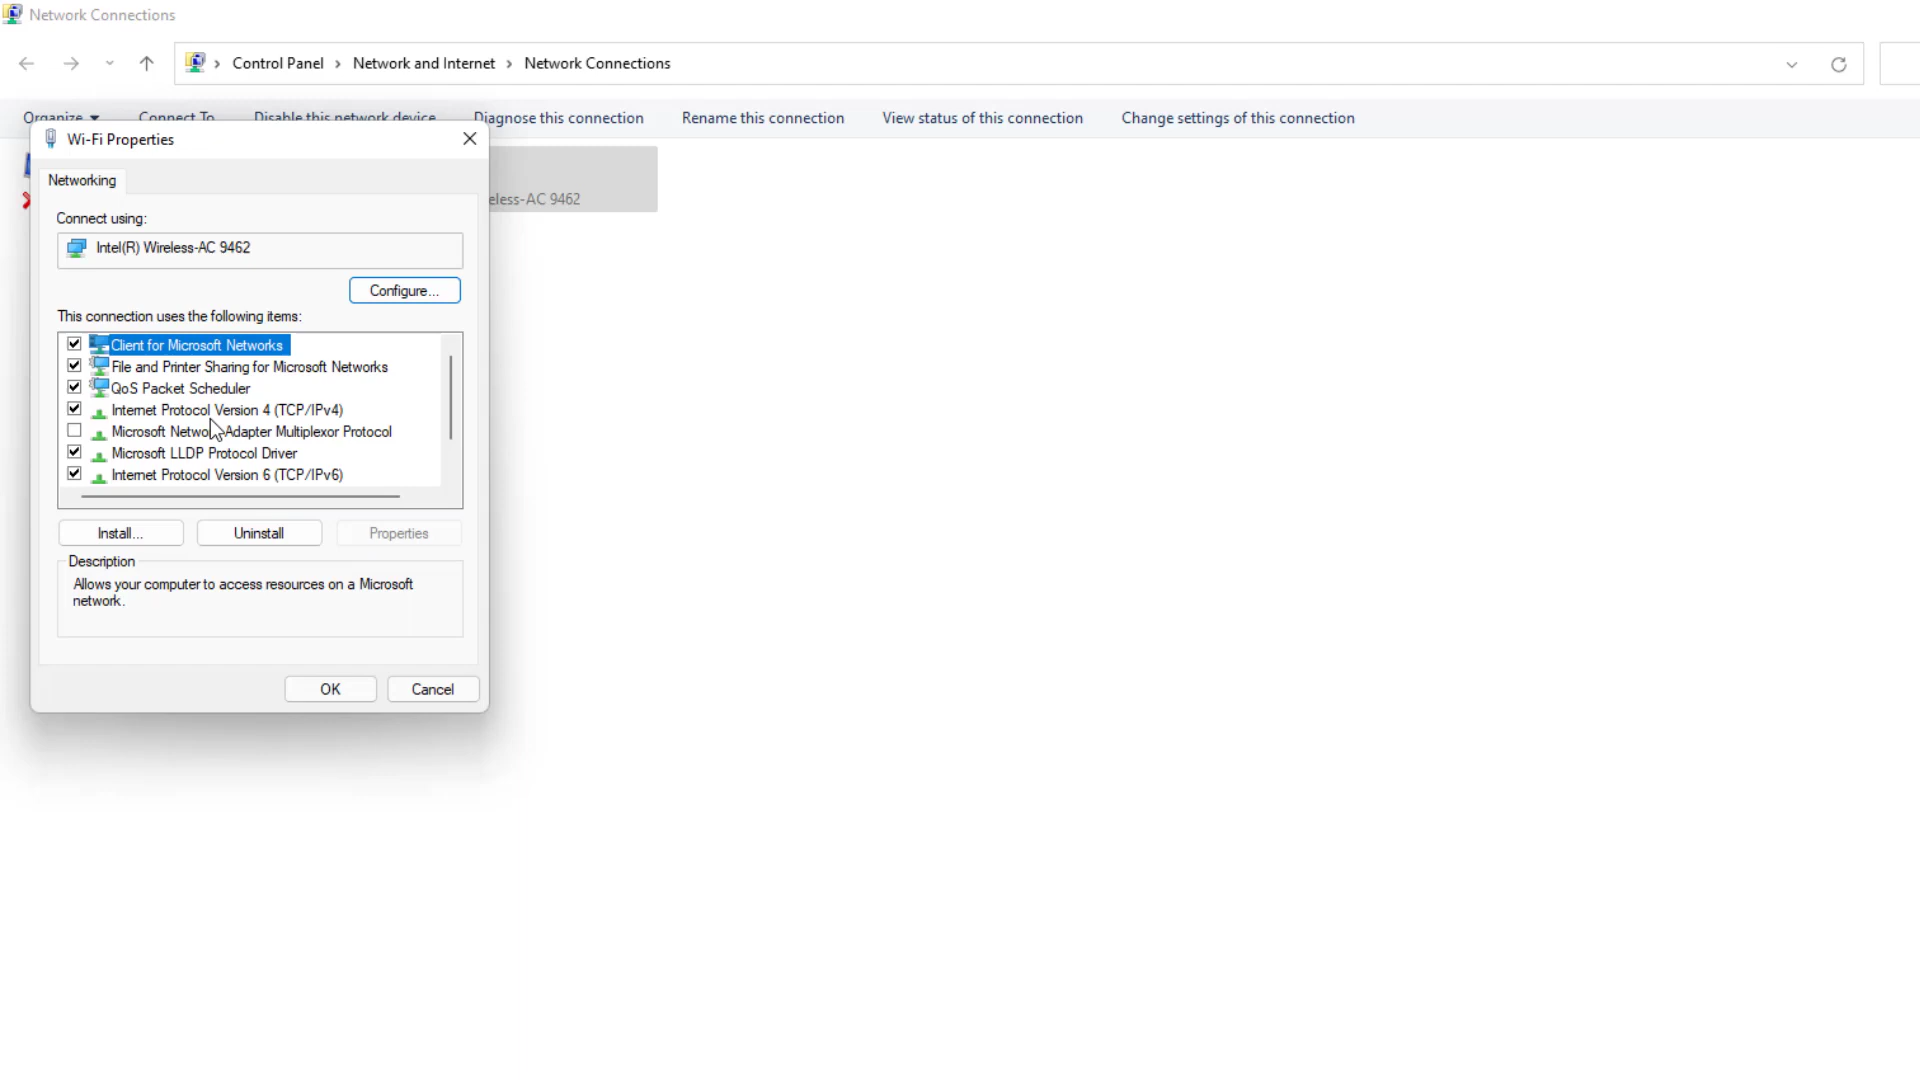 Network Connections
Control Panel > Network and Internet > Network Connections
Organize Connect To Disable this network device Diagnose this connection Rename this connection View status of this connection Change settings of this connection
Wi-Fi Properties
eless-AC 9462
Networking
Connect using:
Intel(R) Wireless-AC 9462
Configure...
This connection uses the following items:
Client for Microsoft Networks
File and Printer Sharing for Microsoft Networks
QoS Packet Scheduler
Internet Protocol Version 4 (TCP/IPv4)
Microsoft Network Adapter Multiplexor Protocol
Microsoft LLDP Protocol Driver
Internet Protocol Version 6 (TCP/IPv6)
Install... Uninstall Properties
Description
Allows your computer to access resources on a Microsoft
network.
OK Cancel